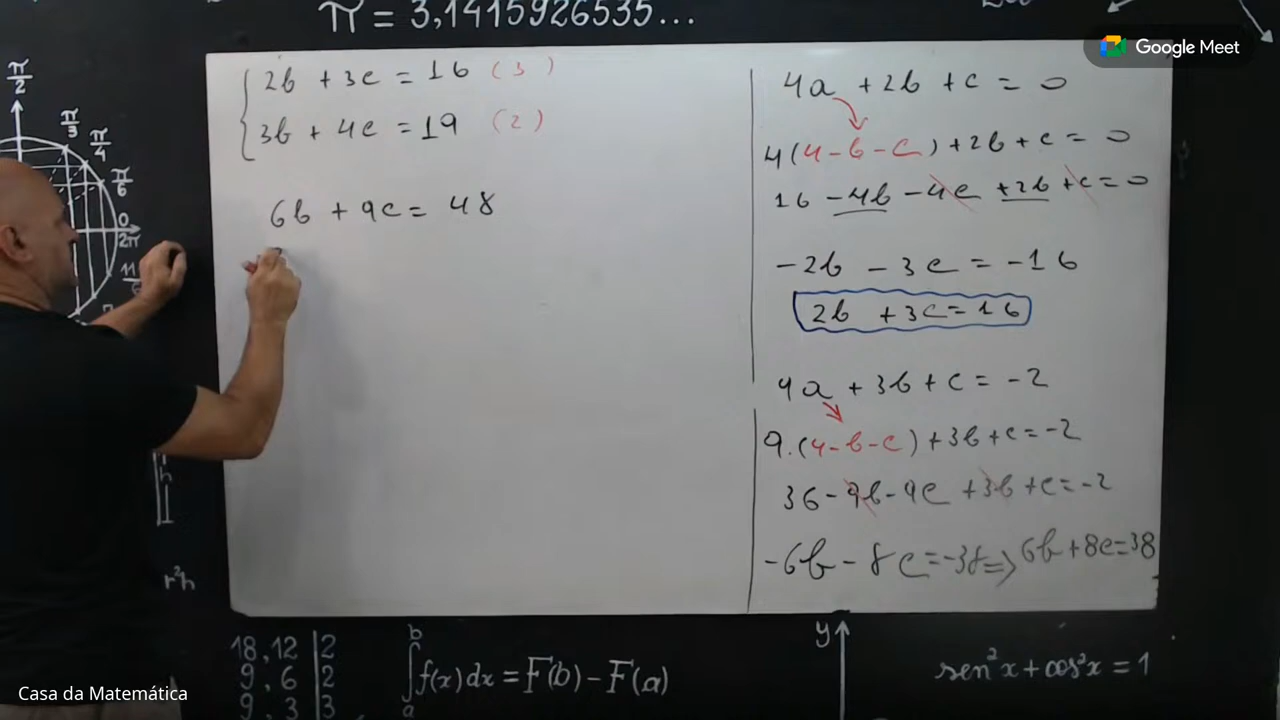 π = 3,1415926535...
Google Meet
2b + 3c = 16 (3)
3b + 4c = 19 (2)
6b + 9c = 48
4a + 2b + c = 0
4(4-b-c) + 2b + c = 0
16 - 4b - 4c + 2b + c = 0
-2b - 3c = -16
2b + 3c = 16
9a + 3b + c = -2
9.(4-b-c) + 3b + c = -2
36 - 9b - 9c + 3b + c = -2
-6b - 8c = -38 => 6b + 8c = 38
π/2
π/3
π/4
π/6
0
2π
r²h
18,12 | 2
9, 6 | 2
9, 3 | 3
∫ₐᵇ f(x)dx = F(b) - F(a)
y
sen²x + cos²x = 1
Casa da Matemática